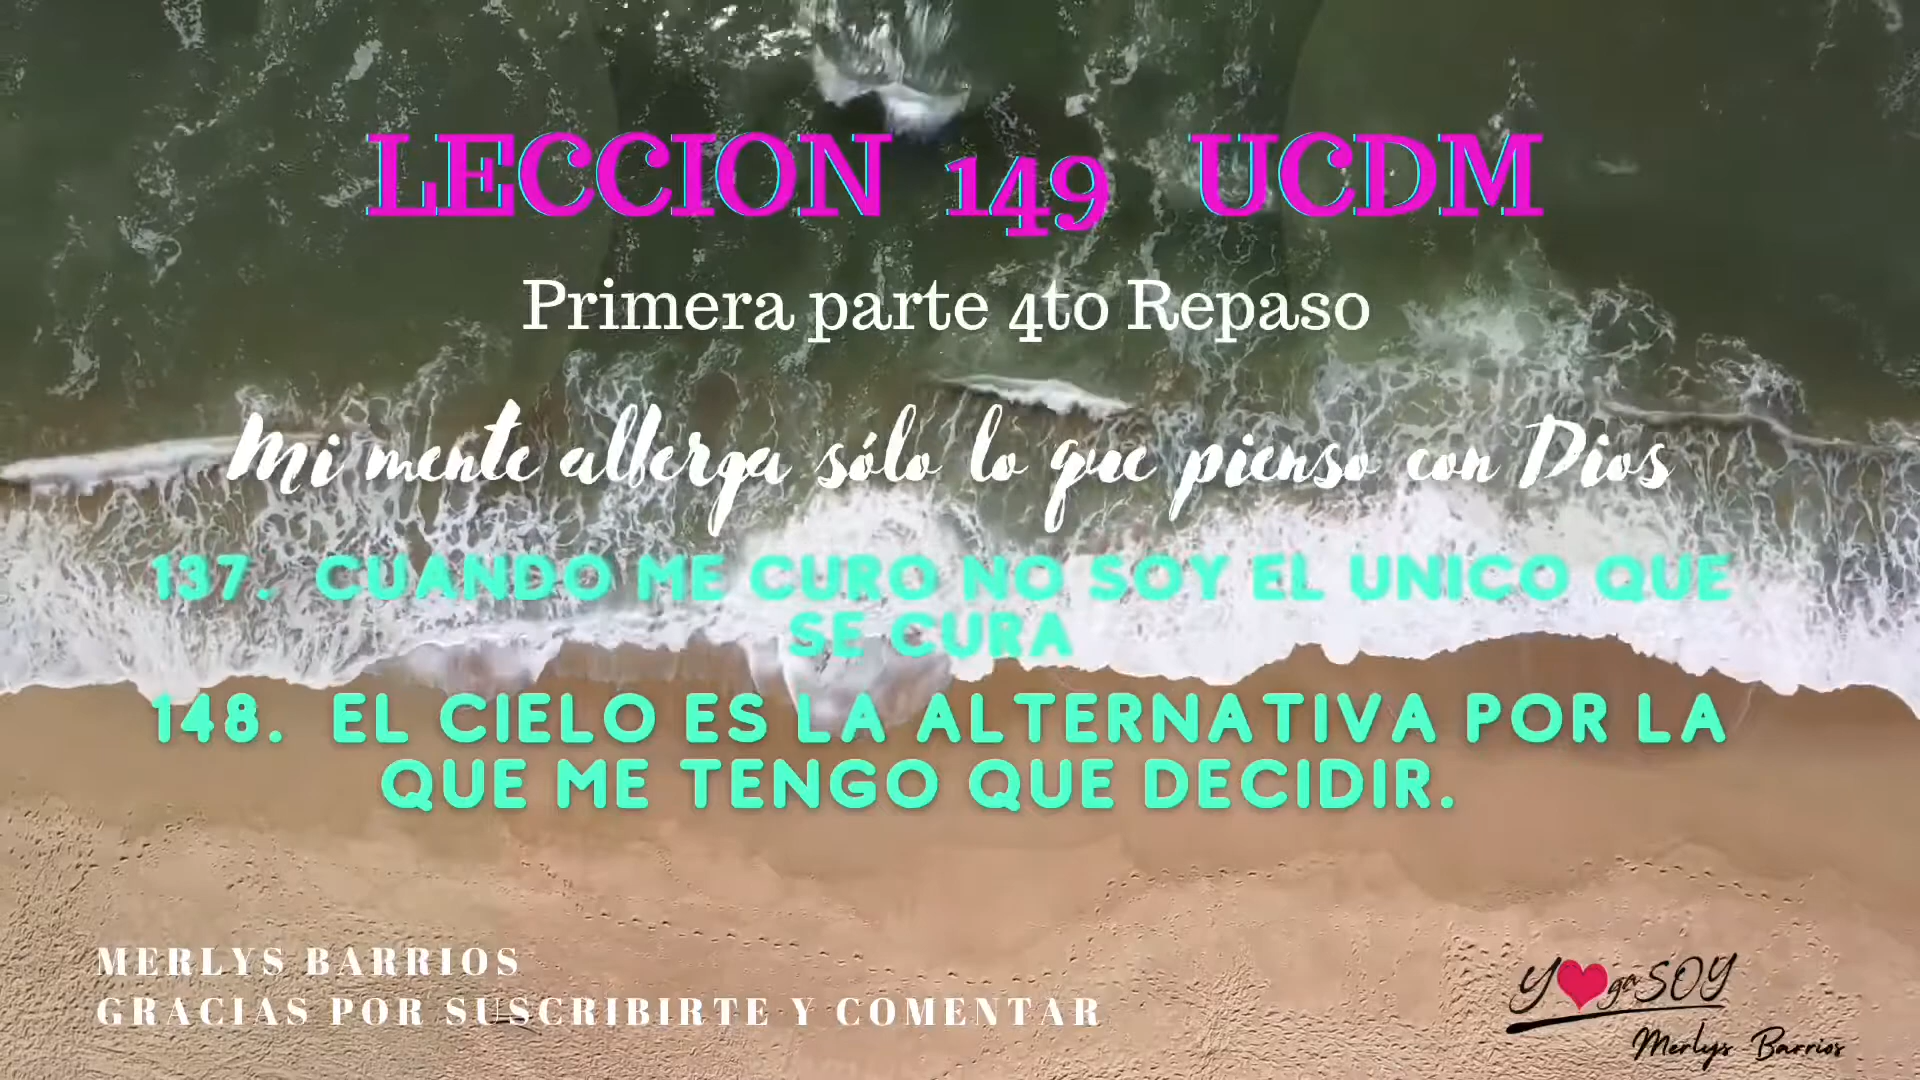 LECCION 149 UCDM
Primera parte 4to Repaso
Mi mente alberga sólo lo que pienso con Dios
137. CUANDO ME CURO NO SOY EL UNICO QUE
SE CURA
148. EL CIELO ES LA ALTERNATIVA POR LA
QUE ME TENGO QUE DECIDIR.
MERLYS BARRIOS
GRACIAS POR SUSCRIBIRTE Y COMENTAR
Y❤gaSOY
Merlys Barrios